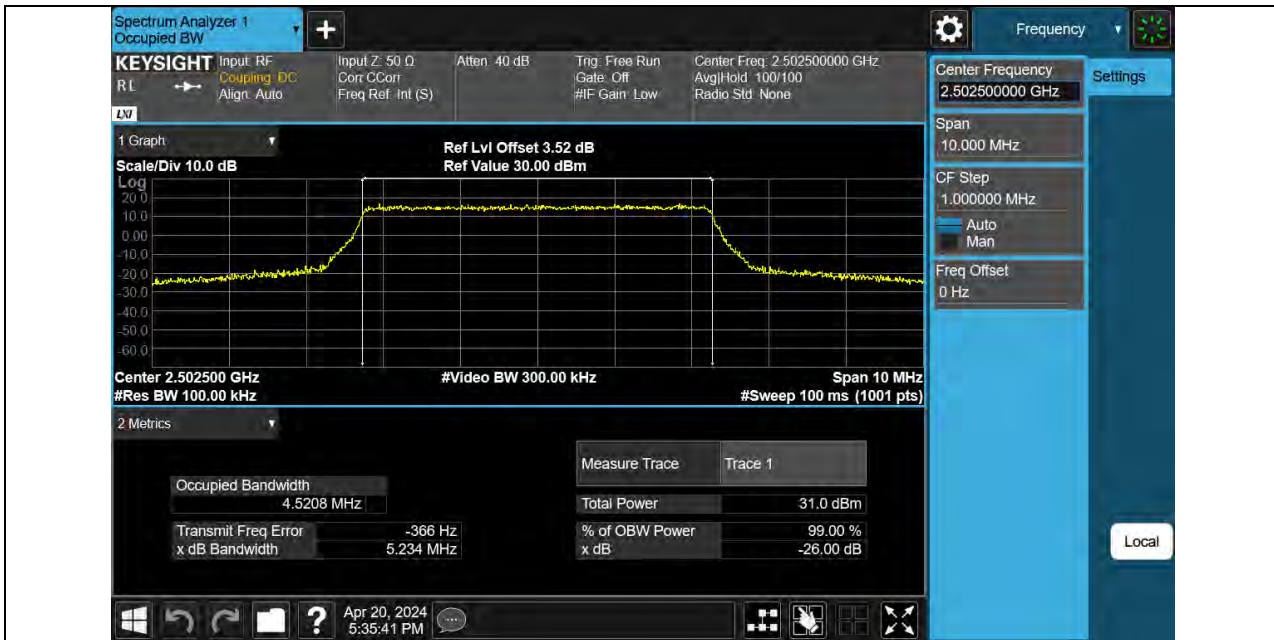 Spectrum Analyzer 1
Occupied BW
+
Frequency
KEYSIGHT
RL
LXI
Input: RF
Coupling: DC
Align: Auto
Input Z: 50 Ω
Corr CCorr
Freq Ref: Int (S)
Atten: 40 dB
Trig: Free Run
Gate: Off
#IF Gain: Low
Center Freq: 2.502500000 GHz
Avg|Hold: 100/100
Radio Std: None
Center Frequency
2.502500000 GHz
Settings
Span
10.000 MHz
CF Step
1.000000 MHz
Auto
Man
Freq Offset
0 Hz
1 Graph
Scale/Div 10.0 dB
Ref Lvl Offset 3.52 dB
Ref Value 30.00 dBm
Log
20.0
10.0
0.00
-10.0
-20.0
-30.0
-40.0
-50.0
-60.0
Center 2.502500 GHz
#Video BW 300.00 kHz
Span 10 MHz
#Res BW 100.00 kHz
#Sweep 100 ms (1001 pts)
2 Metrics
Measure Trace Trace 1
Occupied Bandwidth
4.5208 MHz
Total Power 31.0 dBm
Transmit Freq Error -366 Hz
% of OBW Power 99.00 %
x dB Bandwidth 5.234 MHz
x dB -26.00 dB
Local
?
Apr 20, 2024
5:35:41 PM